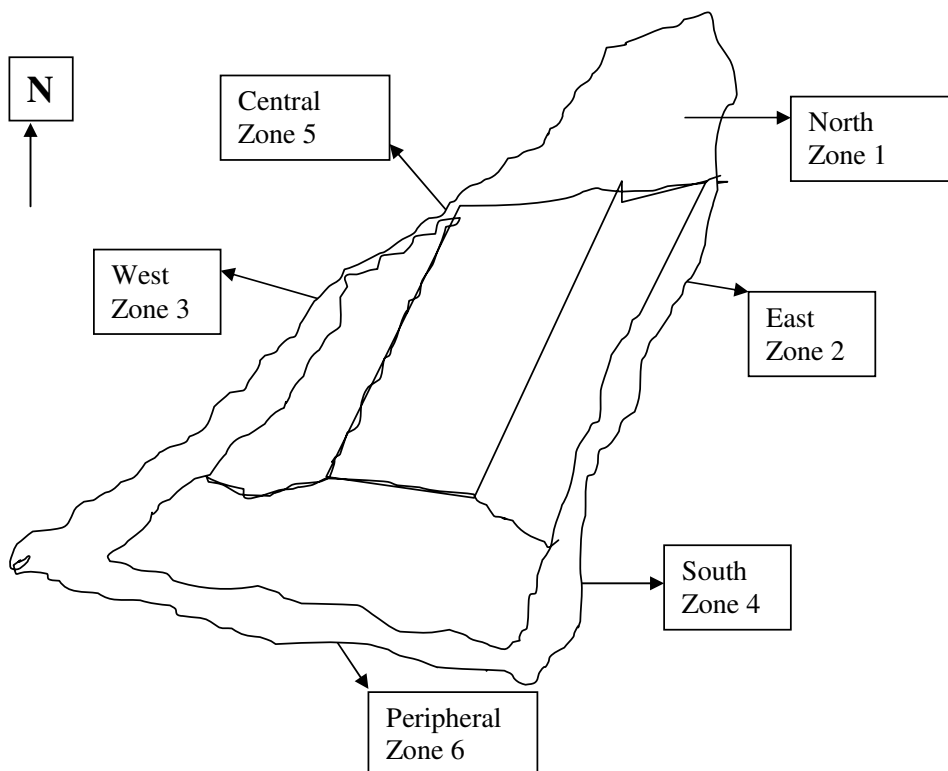 N
Central
Zone 5
North
Zone 1
West
Zone 3
East
Zone 2
South
Zone 4
Peripheral
Zone 6